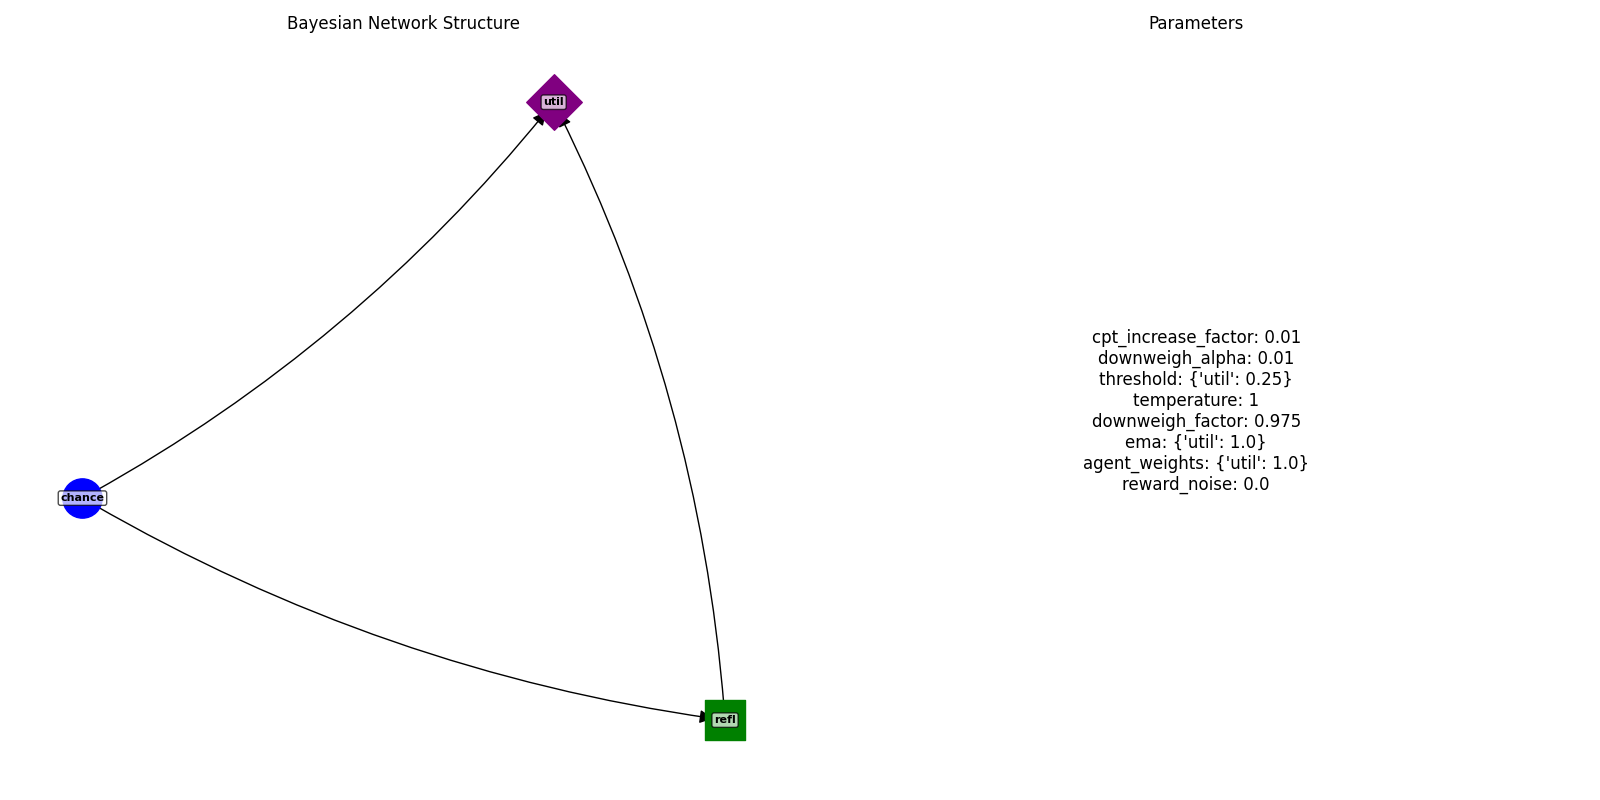 Bayesian Network Structure
util
chance
refl
Parameters
cpt_increase_factor: 0.01
downweigh_alpha: 0.01
threshold: {'util': 0.25}
temperature: 1
downweigh_factor: 0.975
ema: {'util': 1.0}
agent_weights: {'util': 1.0}
reward_noise: 0.0